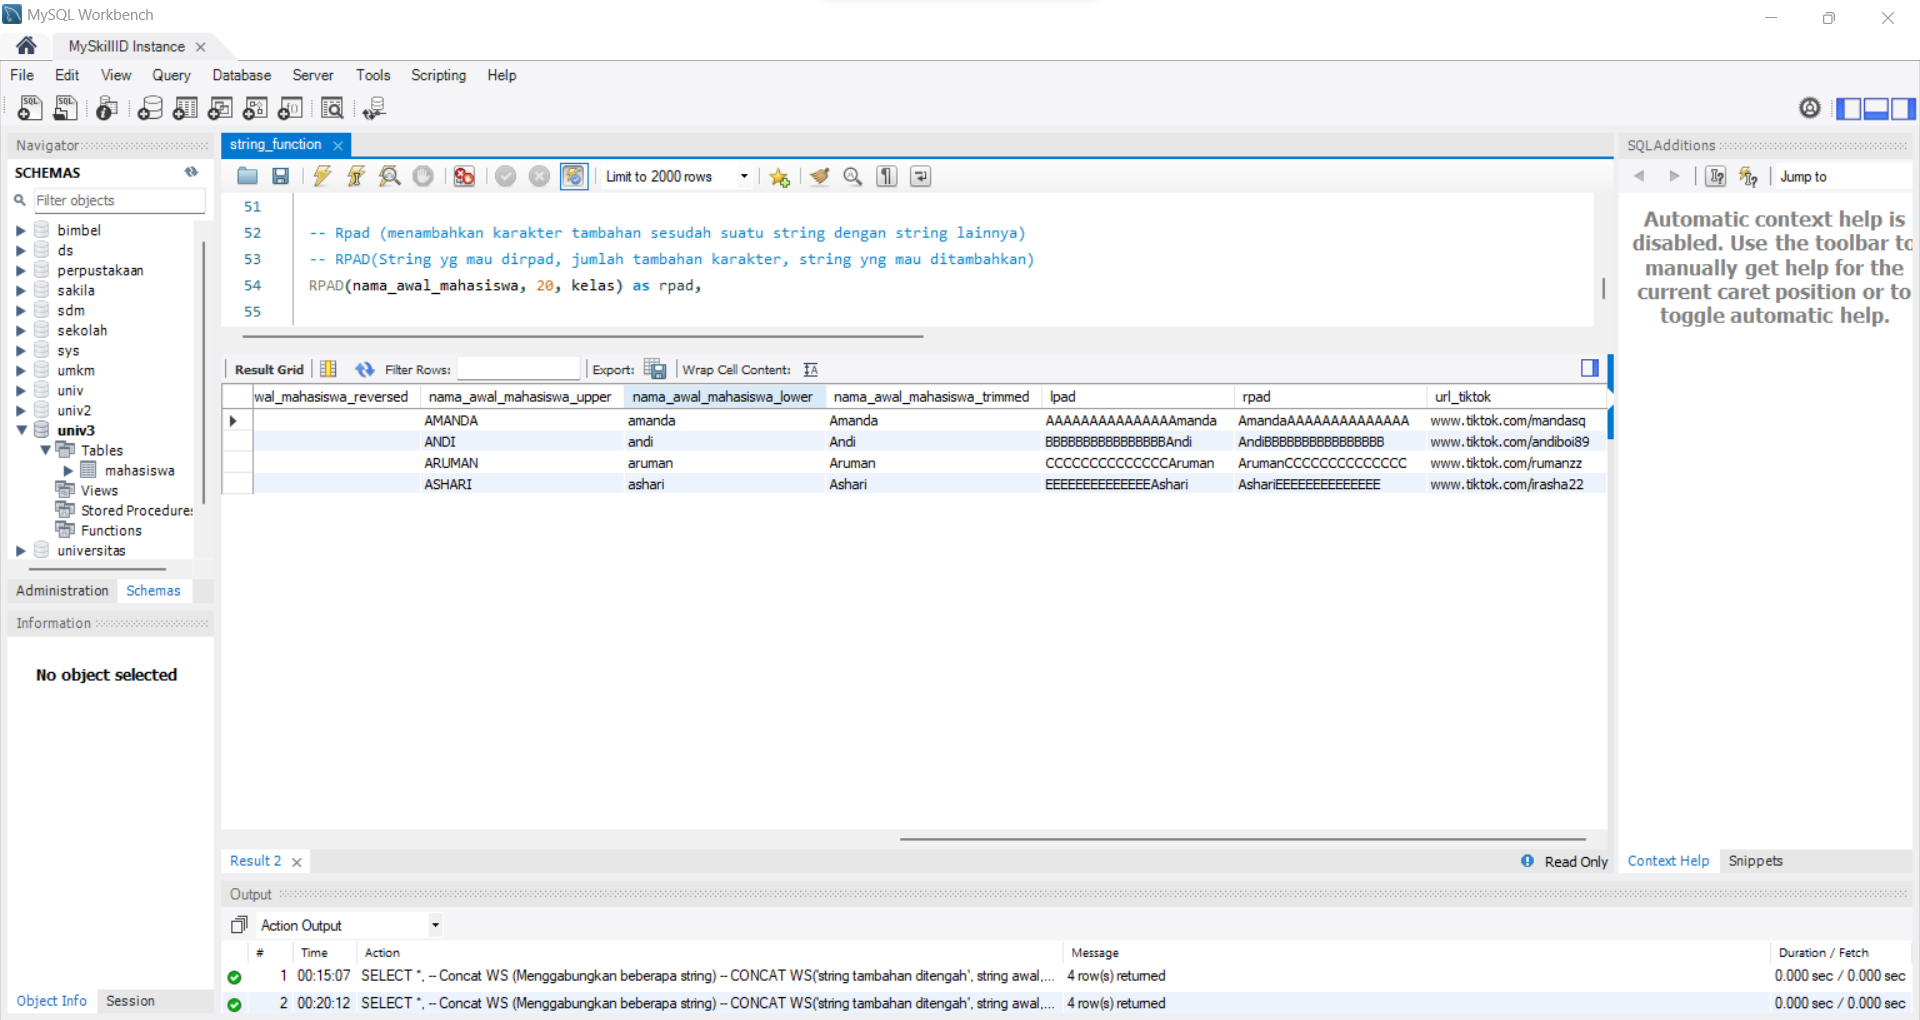 MySQL Workbench
MySkillID Instance
File Edit View Query Database Server Tools Scripting Help
Navigator
SCHEMAS
Filter objects
bimbel
ds
perpustakaan
sakila
sdm
sekolah
sys
umkm
univ
univ2
univ3
Tables
mahasiswa
Views
Stored Procedures
Functions
universitas
Administration Schemas
Information
No object selected
Object Info Session
string_function
Limit to 2000 rows
51
52 -- Rpad (menambahkan karakter tambahan sesudah suatu string dengan string lainnya)
53 -- RPAD(String yg mau dirpad, jumlah tambahan karakter, string yng mau ditambahkan)
54 RPAD(nama_awal_mahasiswa, 20, kelas) as rpad,
55
Result Grid Filter Rows: Export: Wrap Cell Content:
wal_mahasiswa_reversed nama_awal_mahasiswa_upper nama_awal_mahasiswa_lower nama_awal_mahasiswa_trimmed lpad rpad url_tiktok
AMANDA amanda Amanda AAAAAAAAAAAAAAAmanda AmandaAAAAAAAAAAAAAA www.tiktok.com/mandasq
ANDI andi Andi BBBBBBBBBBBBBBBBAndi AndiBBBBBBBBBBBBBBBB www.tiktok.com/andiboi89
ARUMAN aruman Aruman CCCCCCCCCCCCCCAruman ArumanCCCCCCCCCCCCCC www.tiktok.com/rumanzz
ASHARI ashari Ashari EEEEEEEEEEEEEEAshari AshariEEEEEEEEEEEEEE www.tiktok.com/irasha22
Result 2
Read Only
SQLAdditions
Jump to
Automatic context help is
disabled. Use the toolbar to
manually get help for the
current caret position or to
toggle automatic help.
Context Help Snippets
Output
Action Output
# Time Action Message Duration / Fetch
1 00:15:07 SELECT *, -- Concat WS (Menggabungkan beberapa string) -- CONCAT WS('string tambahan ditengah', string awal,... 4 row(s) returned 0.000 sec / 0.000 sec
2 00:20:12 SELECT *, -- Concat WS (Menggabungkan beberapa string) -- CONCAT WS('string tambahan ditengah', string awal,... 4 row(s) returned 0.000 sec / 0.000 sec